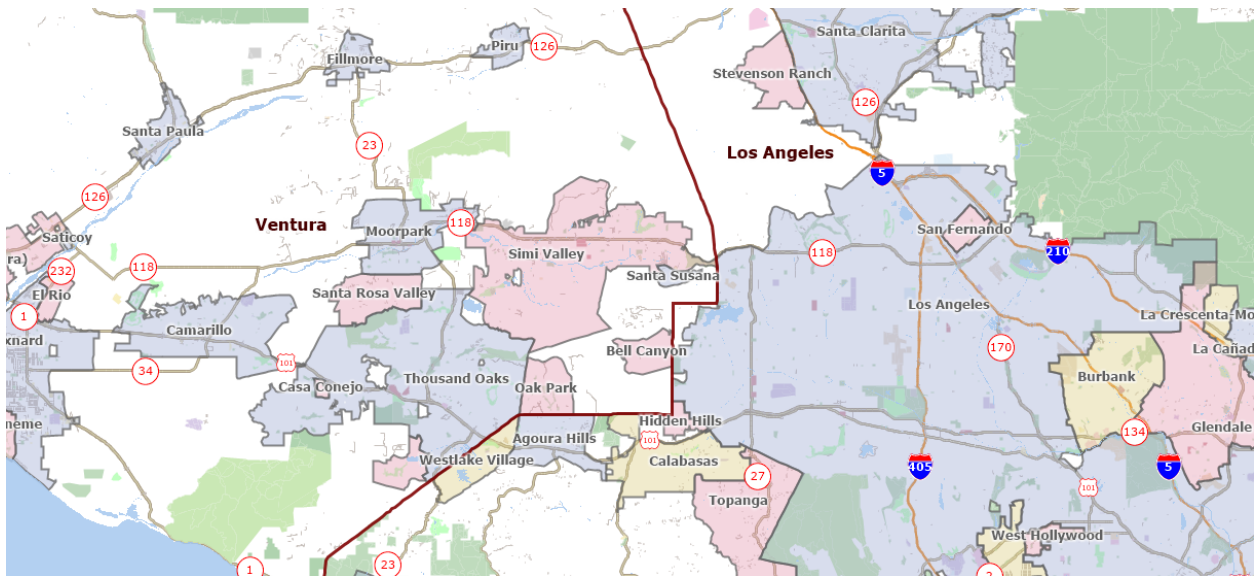 Santa Clarita
Piru
126
Fillmore
Stevenson Ranch
126
Santa Paula
23
Los Angeles
5
126
Ventura
118
Moorpark
San Fernando
Saticoy
ra)
Simi Valley
118
210
232
118
Santa Susana
El Rio
Santa Rosa Valley
Los Angeles
La Crescenta-Mo
1
Camarillo
xnard
170
La Cañad
Bell Canyon
101
34
Burbank
Casa Conejo
Thousand Oaks
Oak Park
Hidden Hills
neme
134
Glendale
Agoura Hills
101
Westlake Village
Calabasas
405
5
27
101
Topanga
West Hollywood
1
23
2